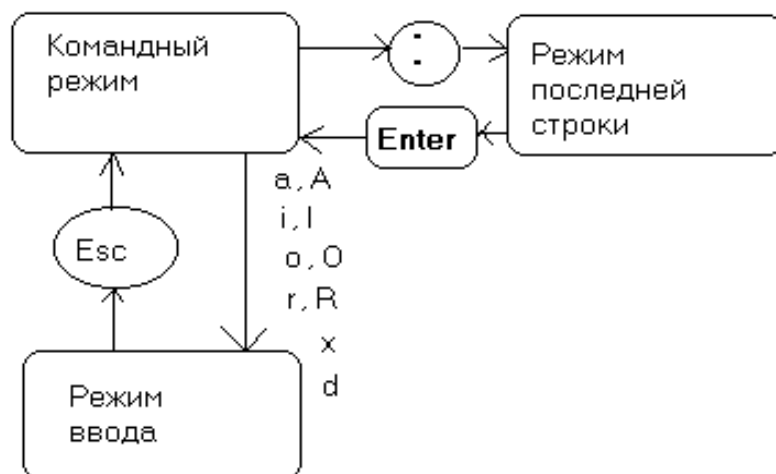 Командный
режим
:
Режим
последней
строки
Enter
a, A
i, I
o, O
r, R
x
d
Esc
Режим
ввода